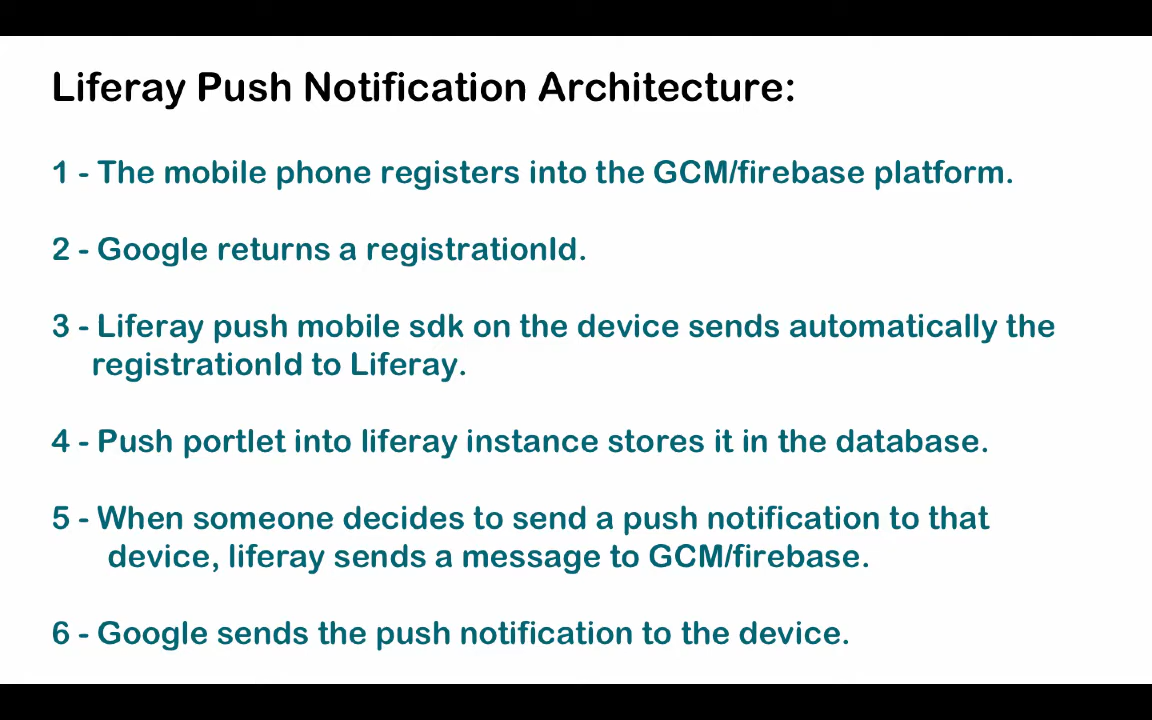 Liferay Push Notification Architecture:
1 - The mobile phone registers into the GCM/firebase platform.
2 - Google returns a registrationId.
3 - Liferay push mobile sdk on the device sends automatically the
registrationId to Liferay.
4 - Push portlet into liferay instance stores it in the database.
5 - When someone decides to send a push notification to that
device, liferay sends a message to GCM/firebase.
6 - Google sends the push notification to the device.